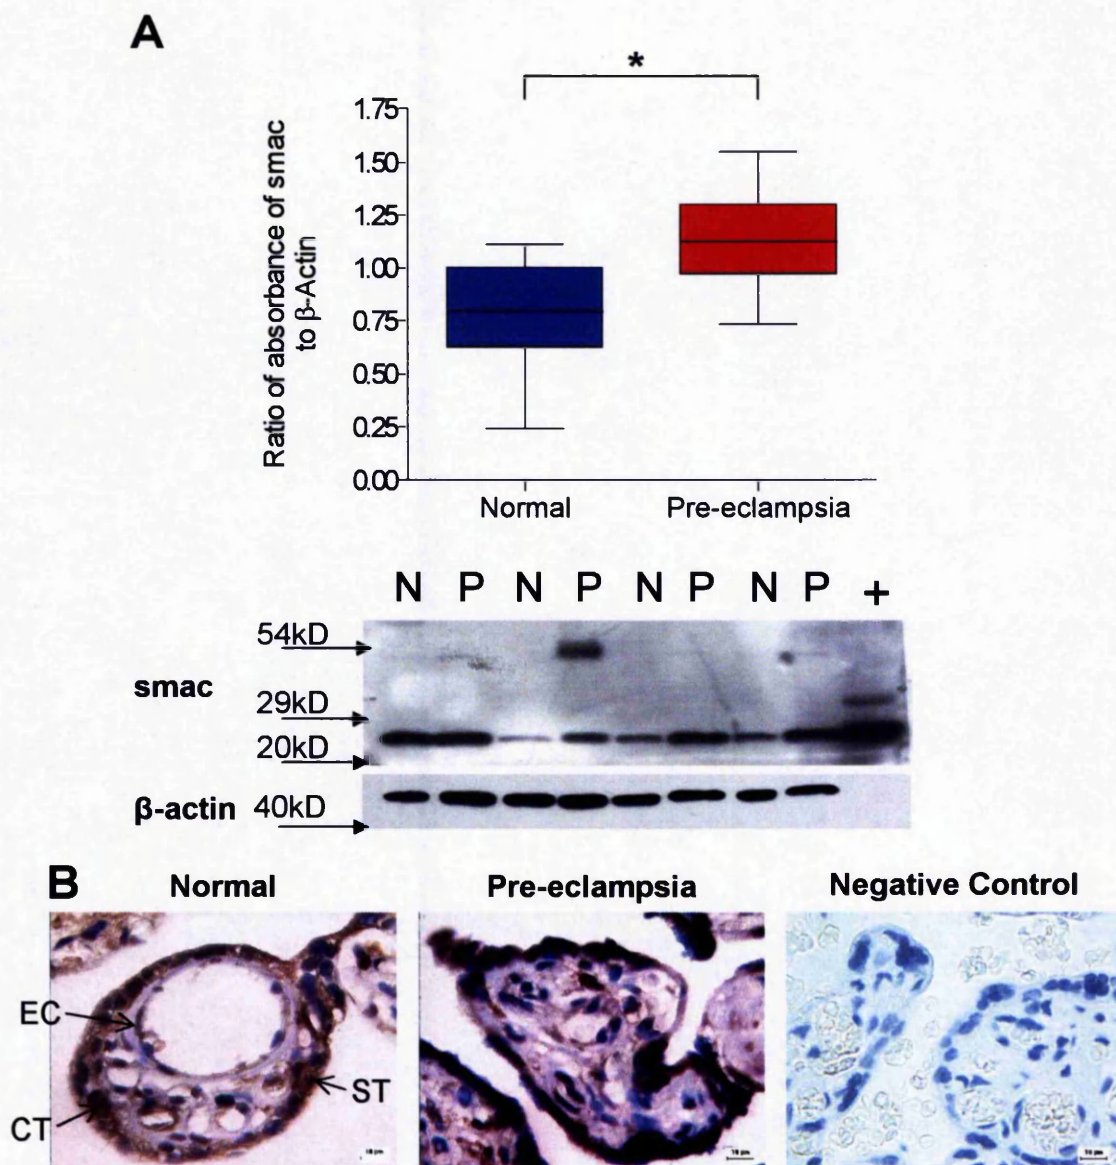 A
*
Ratio of absorbance of smac
to β-Actin
1.75
1.50
1.25
1.00
0.75
0.50
0.25
0.00
Normal
Pre-eclampsia
N P N P N P N P +
54kD
smac
29kD
20kD
β-actin 40kD
B
Normal
Pre-eclampsia
Negative Control
EC
ST
CT